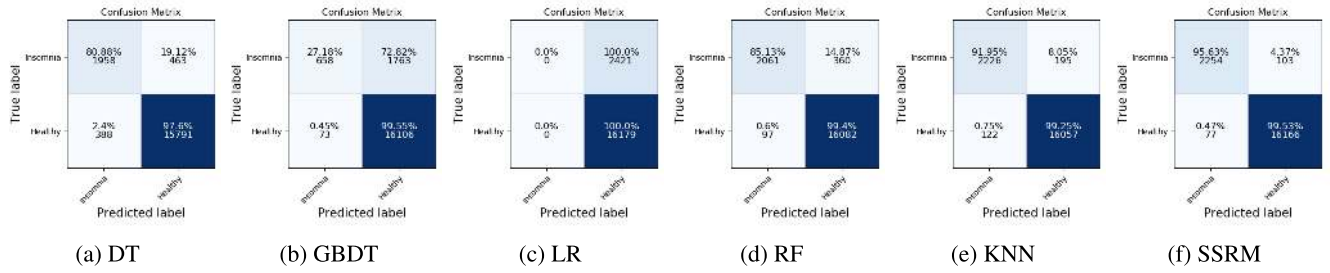 Confusion Metrix
True label
Insomnia
80.88%
1958
19.12%
463
Healthy
2.4%
388
97.6%
15791
Insomnia
Healthy
Predicted label
(a) DT
Confusion Metrix
True label
Insomnia
27.18%
658
72.82%
1763
Healthy
0.45%
73
99.55%
16106
Insomnia
Healthy
Predicted label
(b) GBDT
Confusion Metrix
True label
Insomnia
0.0%
0
100.0%
2421
Healthy
0.0%
0
100.0%
16179
Insomnia
Healthy
Predicted label
(c) LR
Confusion Metrix
True label
Insomnia
85.13%
2061
14.87%
360
Healthy
0.6%
97
99.4%
16082
Insomnia
Healthy
Predicted label
(d) RF
Confusion Metrix
True label
Insomnia
91.95%
2226
8.05%
195
Healthy
0.75%
122
99.25%
16057
Insomnia
Healthy
Predicted label
(e) KNN
Confusion Metrix
True label
Insomnia
95.63%
2254
4.37%
103
Healthy
0.47%
77
99.53%
16166
Insomnia
Healthy
Predicted label
(f) SSRM